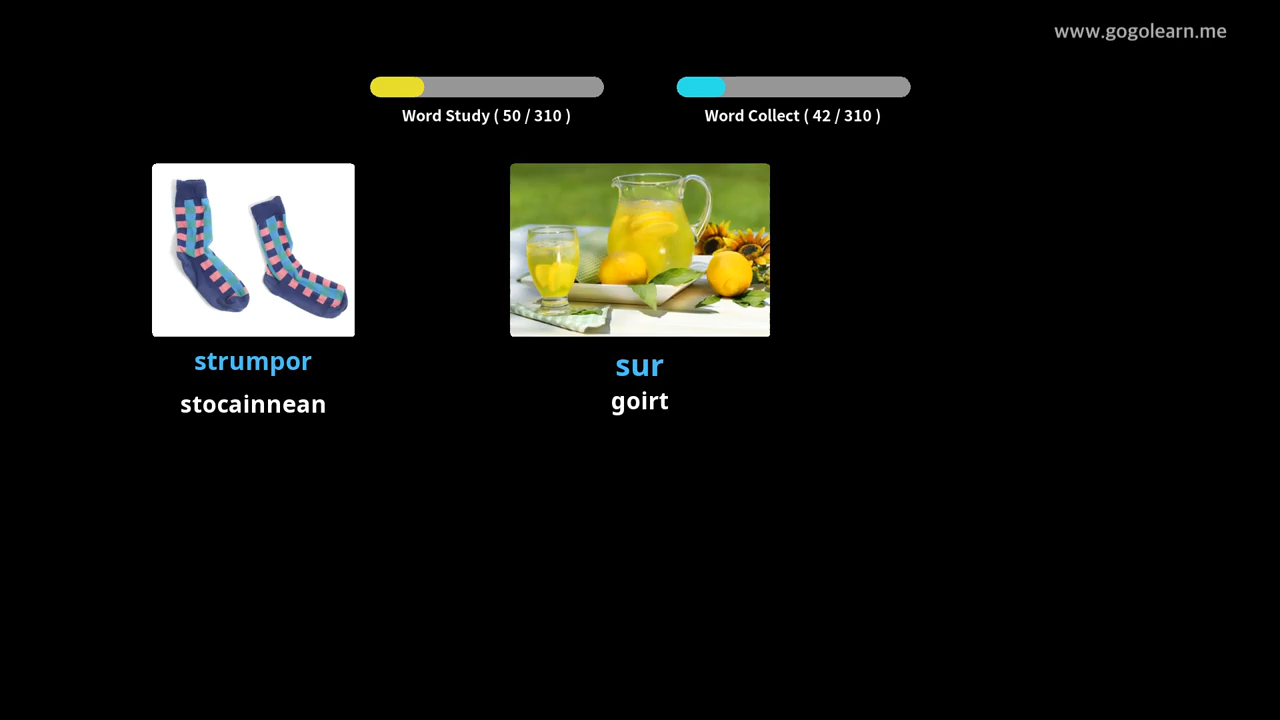 www.gogolearn.me
Word Study ( 50 / 310 )
Word Collect ( 42 / 310 )
strumpor
stocainnean
sur
goirt